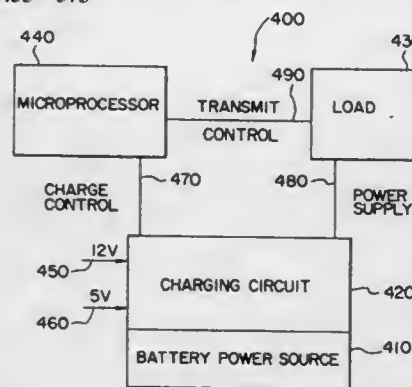 400
440
MICROPROCESSOR
TRANSMIT
CONTROL
490
LOAD
CHARGE
CONTROL
470
480
POWER
SUPPLY
12V
450
5V
460
CHARGING CIRCUIT
420
BATTERY POWER SOURCE
410